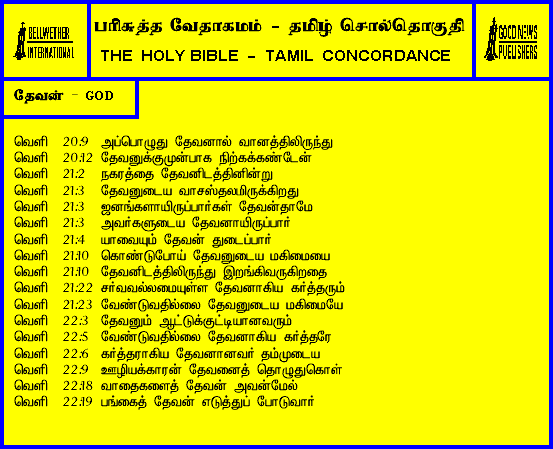 BELLWETHER
INTERNATIONAL
பரிசுத்த வேதாகமம் - தமிழ் சொல்தொகுதி
THE HOLY BIBLE - TAMIL CONCORDANCE
GOOD NEWS
PUBLISHERS
தேவன் - GOD
வெளி 20:9 அப்பொழுது தேவனால் வானத்திலிருந்து
வெளி 20:12 தேவனுக்குமுன்பாக நிற்கக்கண்டேன்
வெளி 21:2 நகரத்தை தேவனிடத்தினின்று
வெளி 21:3 தேவனுடைய வாசஸ்தலமிருக்கிறது
வெளி 21:3 ஜனங்களாயிருப்பார்கள் தேவன்தாமே
வெளி 21:3 அவர்களுடைய தேவனாயிருப்பார்
வெளி 21:4 யாவையும் தேவன் துடைப்பார்
வெளி 21:10 கொண்டுபோய் தேவனுடைய மகிமையை
வெளி 21:10 தேவனிடத்திலிருந்து இறங்கிவருகிறதை
வெளி 21:22 சர்வவல்லமையுள்ள தேவனாகிய கர்த்தரும்
வெளி 21:23 வேண்டுவதில்லை தேவனுடைய மகிமையே
வெளி 22:3 தேவனும் ஆட்டுக்குட்டியானவரும்
வெளி 22:5 வேண்டுவதில்லை தேவனாகிய கர்த்தரே
வெளி 22:6 கர்த்தராகிய தேவனானவர் தம்முடைய
வெளி 22:9 ஊழியக்காரன் தேவனைத் தொழுதுகொள்
வெளி 22:18 வாதைகளைத் தேவன் அவன்மேல்
வெளி 22:19 பங்கைத் தேவன் எடுத்துப் போடுவார்